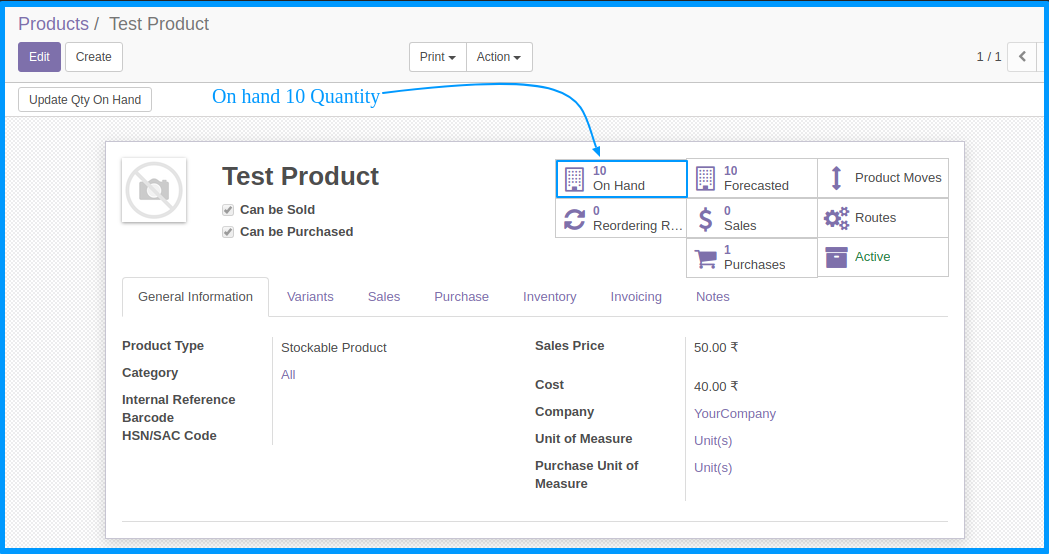 Products / Test Product
Edit Create Print Action 1 / 1
Update Qty On Hand On hand 10 Quantity
Test Product
Can be Sold
Can be Purchased
10 On Hand
10 Forecasted
Product Moves
0 Reordering R...
0 Sales
Routes
1 Purchases
Active
General Information Variants Sales Purchase Inventory Invoicing Notes
Product Type Stockable Product
Category All
Internal Reference
Barcode
HSN/SAC Code
Sales Price 50.00 ₹
Cost 40.00 ₹
Company YourCompany
Unit of Measure Unit(s)
Purchase Unit of Unit(s)
Measure